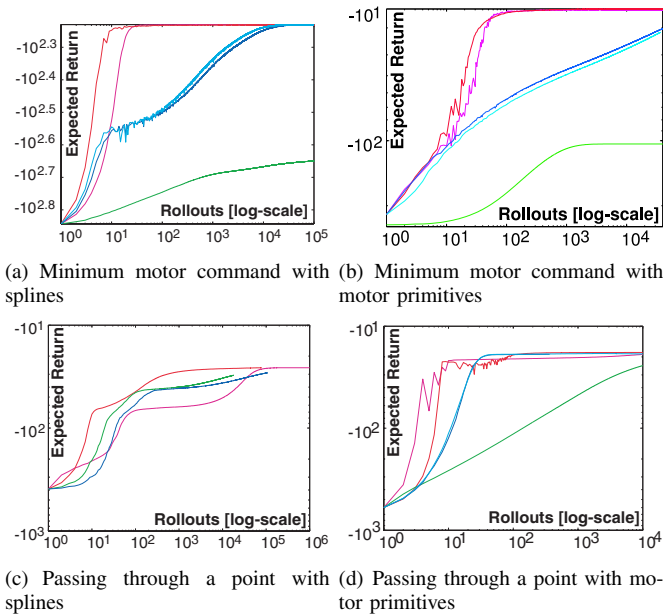 Expected Return
-10^2.3
-10^2.4
-10^2.5
-10^2.6
-10^2.7
-10^2.8
Rollouts [log-scale]
10^0 10^1 10^2 10^3 10^4 10^5
(a) Minimum motor command with splines
Expected Return
-10^1
-10^2
Rollouts [log-scale]
10^0 10^1 10^2 10^3 10^4
(b) Minimum motor command with motor primitives
Expected Return
-10^1
-10^2
-10^3
Rollouts [log-scale]
10^0 10^1 10^2 10^3 10^4 10^5 10^6
(c) Passing through a point with splines
Expected Return
-10^1
-10^2
-10^3
Rollouts [log-scale]
10^0 10^1 10^2 10^3 10^4
(d) Passing through a point with mo-
tor primitives